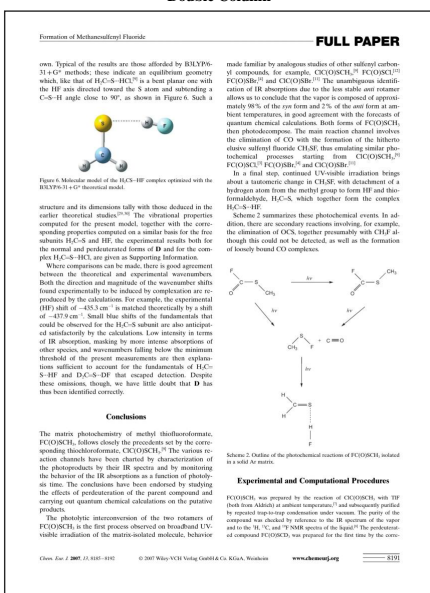 Formation of Methanesulfenyl Fluoride
FULL PAPER
own. Typical of the results are those afforded by B3LYP/6-
31+G* methods; these indicate an equilibrium geometry
which, like that of H₂C=S···HCl,[9] is a bent planar one with
the HF axis directed toward the S atom and subtending a
C=S···H angle close to 90°, as shown in Figure 6. Such a
S
H
F
C
H
H
Figure 6. Molecular model of the H₂CS···HF complex optimized with the
B3LYP/6-31+G* theoretical model.
structure and its dimensions tally with those deduced in the
earlier theoretical studies.[29,30] The vibrational properties
computed for the present model, together with the corre-
sponding properties computed on a similar basis for the free
subunits H₂C=S and HF, the experimental results both for
the normal and perdeuterated forms of D and for the com-
plex H₂C=S···HCl, are given as Supporting Information.
Where comparisons can be made, there is good agreement
between the theoretical and experimental wavenumbers.
Both the direction and magnitude of the wavenumber shifts
found experimentally to be induced by complexation are re-
produced by the calculations. For example, the experimental
(HF) shift of −435.3 cm⁻¹ is matched theoretically by a shift
of −437.9 cm⁻¹. Small blue shifts of the fundamentals that
could be observed for the H₂C=S subunit are also anticipat-
ed satisfactorily by the calculations. Low intensity in terms
of IR absorption, masking by more intense absorptions of
other species, and wavenumbers falling below the minimum
threshold of the present measurements are then explana-
tions sufficient to account for the fundamentals of H₂C=
S···HF and D₂C=S···DF that escaped detection. Despite
these omissions, though, we have little doubt that D has
thus been identified correctly.
Conclusions
The matrix photochemistry of methyl thiofluoroformate,
FC(O)SCH₃, follows closely the precedents set by the corre-
sponding thiochloroformate, ClC(O)SCH₃.[9] The various re-
action channels have been charted by characterization of
the photoproducts by their IR spectra and by monitoring
the behavior of the IR absorptions as a function of photoly-
sis time. The conclusions have been endorsed by studying
the effects of perdeuteration of the parent compound and
carrying out quantum chemical calculations on the putative
products.
The photolytic interconversion of the two rotamers of
FC(O)SCH₃ is the first process observed on broadband UV-
visible irradiation of the matrix-isolated molecule, behavior
made familiar by analogous studies of other sulfenyl carbon-
yl compounds, for example, ClC(O)SCH₃,[9] FC(O)SCl,[12]
FC(O)SBr,[4] and ClC(O)SBr.[11] The unambiguous identifi-
cation of IR absorptions due to the less stable anti rotamer
allows us to conclude that the vapor is composed of approxi-
mately 98 % of the syn form and 2 % of the anti form at am-
bient temperatures, in good agreement with the forecasts of
quantum chemical calculations. Both forms of FC(O)SCH₃
then photodecompose. The main reaction channel involves
the elimination of CO with the formation of the hitherto
elusive sulfenyl fluoride CH₃SF, thus emulating similar pho-
tochemical processes starting from ClC(O)SCH₃,[9]
FC(O)SCl,[3] FC(O)SBr,[4] and ClC(O)SBr.[11]
In a final step, continued UV-visible irradiation brings
about a tautomeric change in CH₃SF, with detachment of a
hydrogen atom from the methyl group to form HF and thio-
formaldehyde, H₂C=S, which together form the complex
H₂C=S···HF.
Scheme 2 summarizes these photochemical events. In ad-
dition, there are secondary reactions involving, for example,
the elimination of OCS, together presumably with CH₃F al-
though this could not be detected, as well as the formation
of loosely bound CO complexes.
F
C
S
O
CH₃
hν
F
C
S
O
CH₃
hν
hν
S
CH₃
F
+ C≡O
hν
H
C=S
H
H
F
Scheme 2. Outline of the photochemical reactions of FC(O)SCH₃ isolated
in a solid Ar matrix.
Experimental and Computational Procedures
FC(O)SCH₃ was prepared by the reaction of ClC(O)SCH₃ with TlF
(both from Aldrich) at ambient temperature,[7] and subsequently purified
by repeated trap-to-trap condensation under vacuum. The purity of the
compound was checked by reference to the IR spectrum of the vapor
and to the ¹H, ¹³C, and ¹⁹F NMR spectra of the liquid.[8] The perdeuterat-
ed compound FC(O)SCD₃ was prepared for the first time by the corre-
Chem. Eur. J. 2007, 13, 8185–8192
© 2007 Wiley-VCH Verlag GmbH & Co. KGaA, Weinheim
www.chemeurj.org
8191